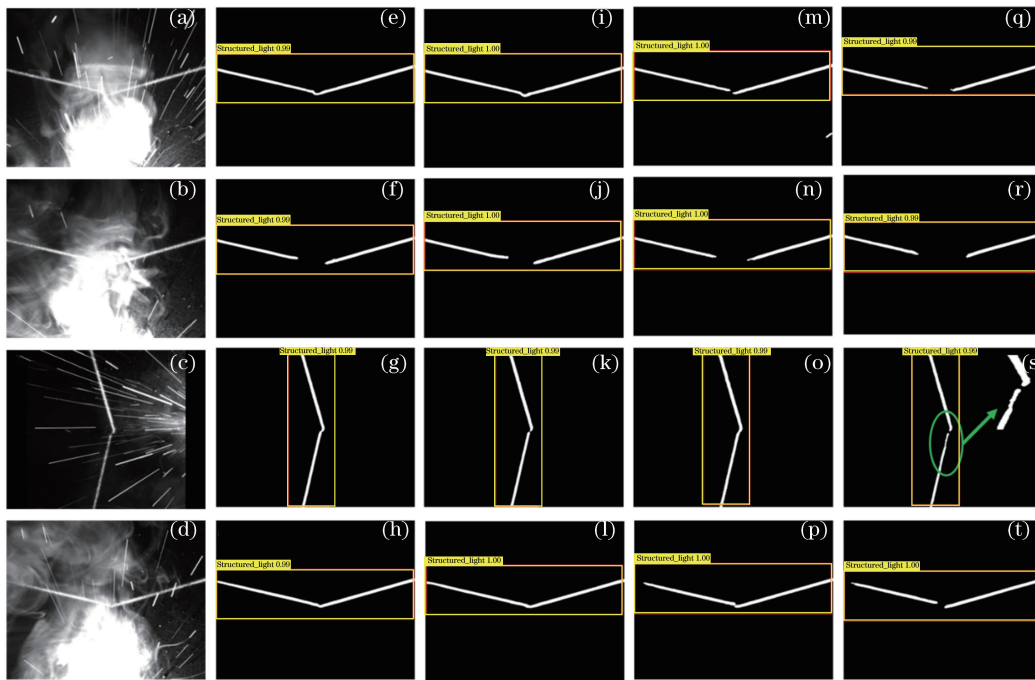 (a) (e) (i) (m) (q)
Structured_light 0.99 Structured_light 1.00 Structured_light 1.00 Structured_light 0.99
(b) (f) (j) (n) (r)
Structured_light 0.99 Structured_light 1.00 Structured_light 1.00 Structured_light 0.99
(c) (g) (k) (o) (s
Structured_light 0.99 Structured_light 0.99 Structured_light 0.99 Structured_light 0.99
(d) (h) (l) (p) (t)
Structured_light 0.99 Structured_light 1.00 Structured_light 1.00 Structured_light 1.00